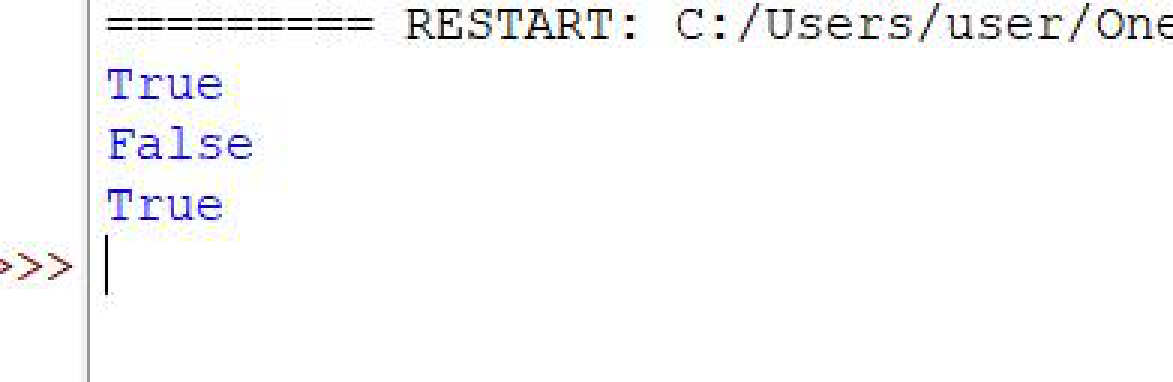 ========= RESTART: C:/Users/user/One
True
False
True
>>>